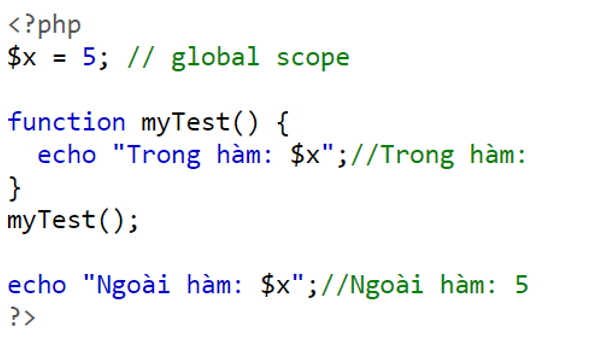 <?php
$x = 5; // global scope
function myTest() {
echo "Trong hàm: $x";//Trong hàm:
}
myTest();
echo "Ngoài hàm: $x";//Ngoài hàm: 5
?>